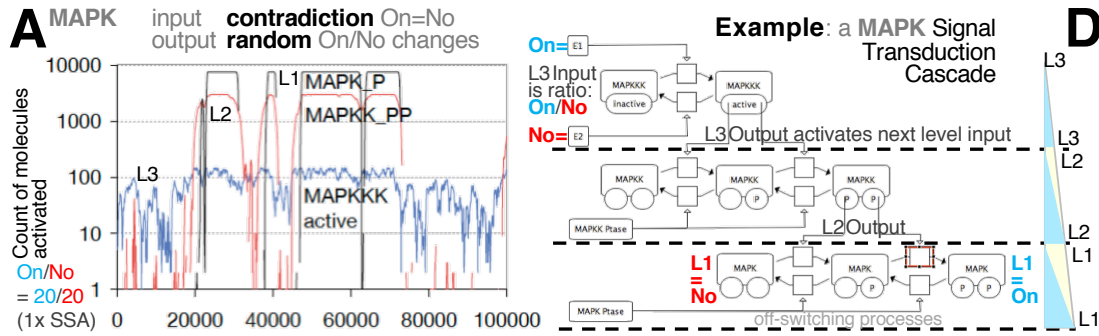 A MAPK input contradiction On=No
output random On/No changes
10000
1000
100
10
1
Count of molecules
activated
On/No
= 20/20
(1x SSA)
0 20000 40000 60000 80000 100000
L3
L2
L1
MAPK_P
MAPKK_PP
MAPKKK
active
Example: a MAPK Signal
Transduction
Cascade
D
On= E1
L3 Input
is ratio:
On/No
No= E2
MAPKKK
inactive
MAPKKK
active
L3 Output activates next level input
MAPKK
MAPKK
P
MAPKK
P P
MAPKK Ptase
L2 Output
L1
=
No
MAPK
MAPK
P
MAPK
P P
L1
=
On
MAPK Ptase
off-switching processes
L3
L3
L2
L2
L1
L1